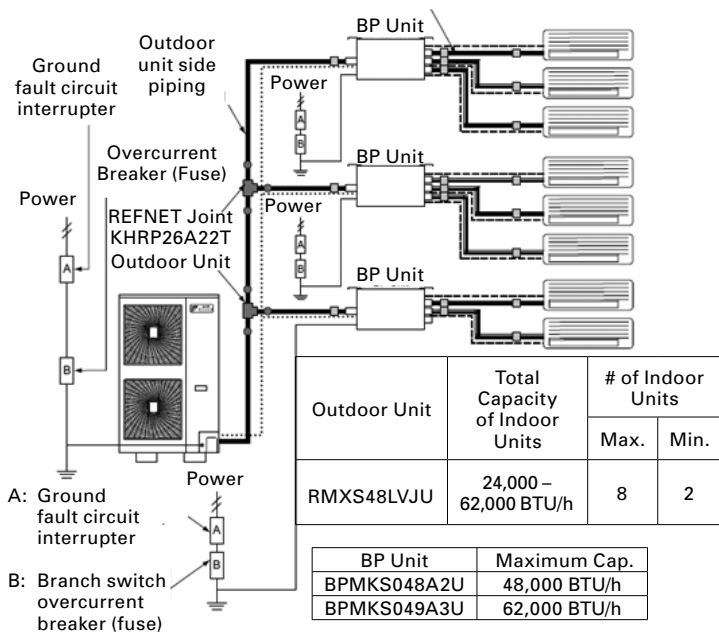 BP Unit
Outdoor
unit side
piping
Ground
fault circuit
interrupter
Power
A
B
BP Unit
Overcurrent
Breaker (Fuse)
Power
REFNET Joint
KHRP26A22T
Outdoor Unit
Power
A
B
BP Unit
A
B
Outdoor Unit
Total
Capacity
of Indoor
Units
# of Indoor
Units
Max.
Min.
RMXS48LVJU
24,000 –
62,000 BTU/h
8
2
Power
A
B
A: Ground
fault circuit
interrupter
B: Branch switch
overcurrent
breaker (fuse)
BP Unit
Maximum Cap.
BPMKS048A2U
48,000 BTU/h
BPMKS049A3U
62,000 BTU/h